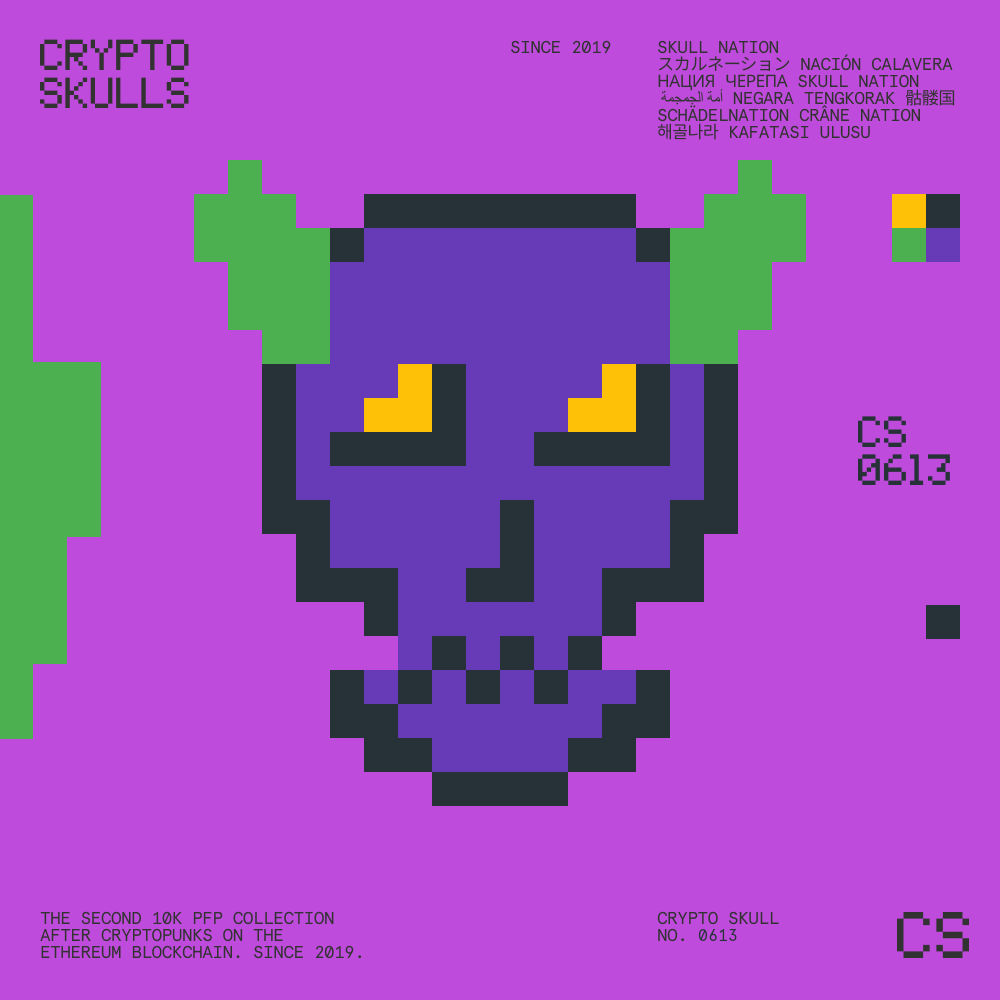 CRYPTO
SKULLS
SINCE 2019
SKULL NATION
スカルネーション NACIÓN CALAVERA
НАЦИЯ ЧЕРЕПА SKULL NATION
أمة الجمجمة NEGARA TENGKORAK 骷髅国
SCHÄDELNATION CRÂNE NATION
해골나라 KAFATASI ULUSU
CS
0613
THE SECOND 10K PFP COLLECTION
AFTER CRYPTOPUNKS ON THE
ETHEREUM BLOCKCHAIN. SINCE 2019.
CRYPTO SKULL
NO. 0613
CS